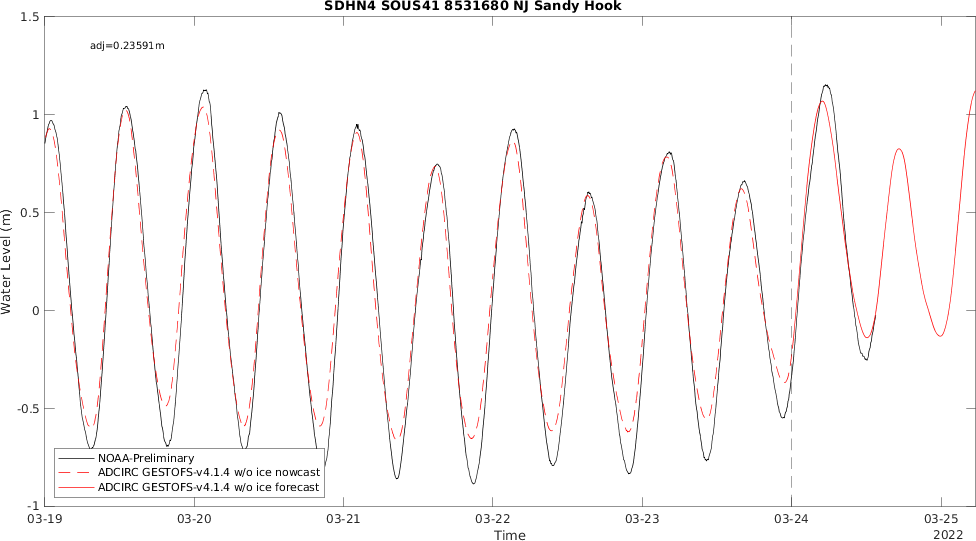 SDHN4 SOUS41 8531680 NJ Sandy Hook
adj=0.23591m
1.5
1
0.5
0
-0.5
-1
Water Level (m)
NOAA-Preliminary
ADCIRC GESTOFS-v4.1.4 w/o ice nowcast
ADCIRC GESTOFS-v4.1.4 w/o ice forecast
03-19 03-20 03-21 03-22 03-23 03-24 03-25
Time
2022